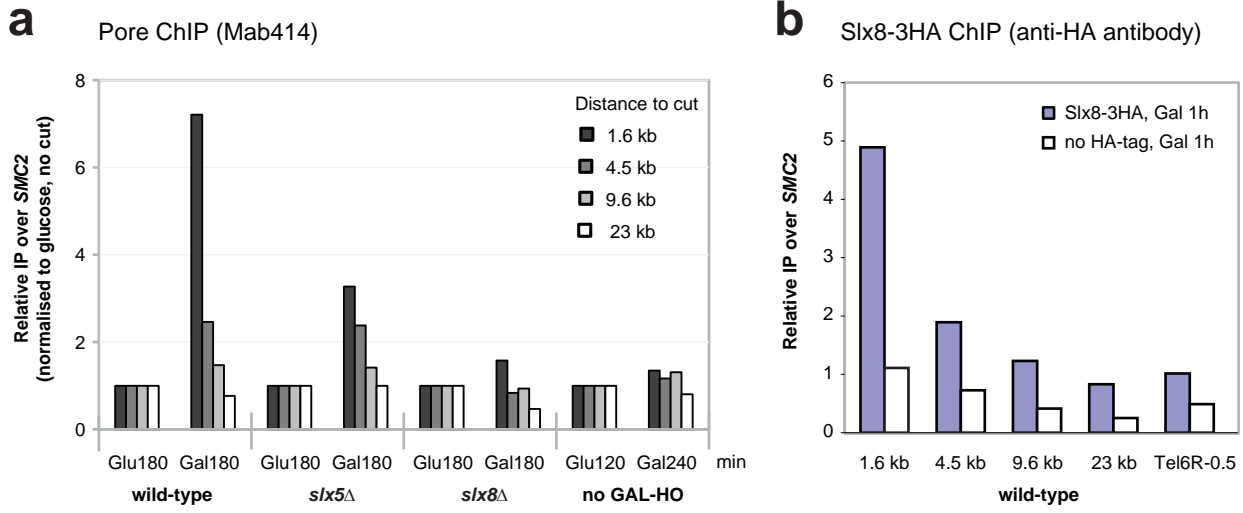 a
Pore ChIP (Mab414)
Relative IP over SMC2
(normalised to glucose, no cut)
8
6
4
2
0
Distance to cut
1.6 kb
4.5 kb
9.6 kb
23 kb
Glu180 Gal180 Glu180 Gal180 Glu180 Gal180 Glu120 Gal240 min
wild-type slx5Δ slx8Δ no GAL-HO
b
Slx8-3HA ChIP (anti-HA antibody)
Relative IP over SMC2
6
5
4
3
2
1
0
Slx8-3HA, Gal 1h
no HA-tag, Gal 1h
1.6 kb 4.5 kb 9.6 kb 23 kb Tel6R-0.5
wild-type